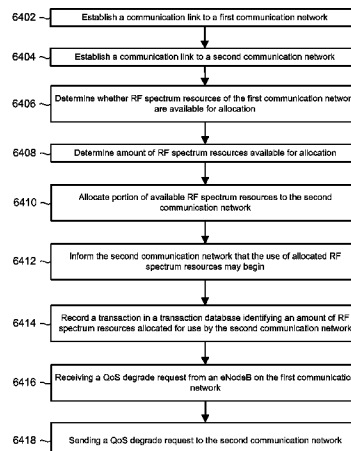 6402
Establish a communication link to a first communication network
6404
Establish a communication link to a second communication network
6406
Determine whether RF spectrum resources of the first communication networ
are available for allocation
6408
Determine amount of RF spectrum resources available for allocation
6410
Allocate portion of available RF spectrum resources to the second
communication network
6412
Inform the second communication network that the use of allocated RF
spectrum resources may begin
6414
Record a transaction in a transaction database identifying an amount of RF
spectrum resources allocated for use by the second communication network
6416
Receiving a QoS degrade request from an eNodeB on the first communication
network
6418
Sending a QoS degrade request to the second communication network